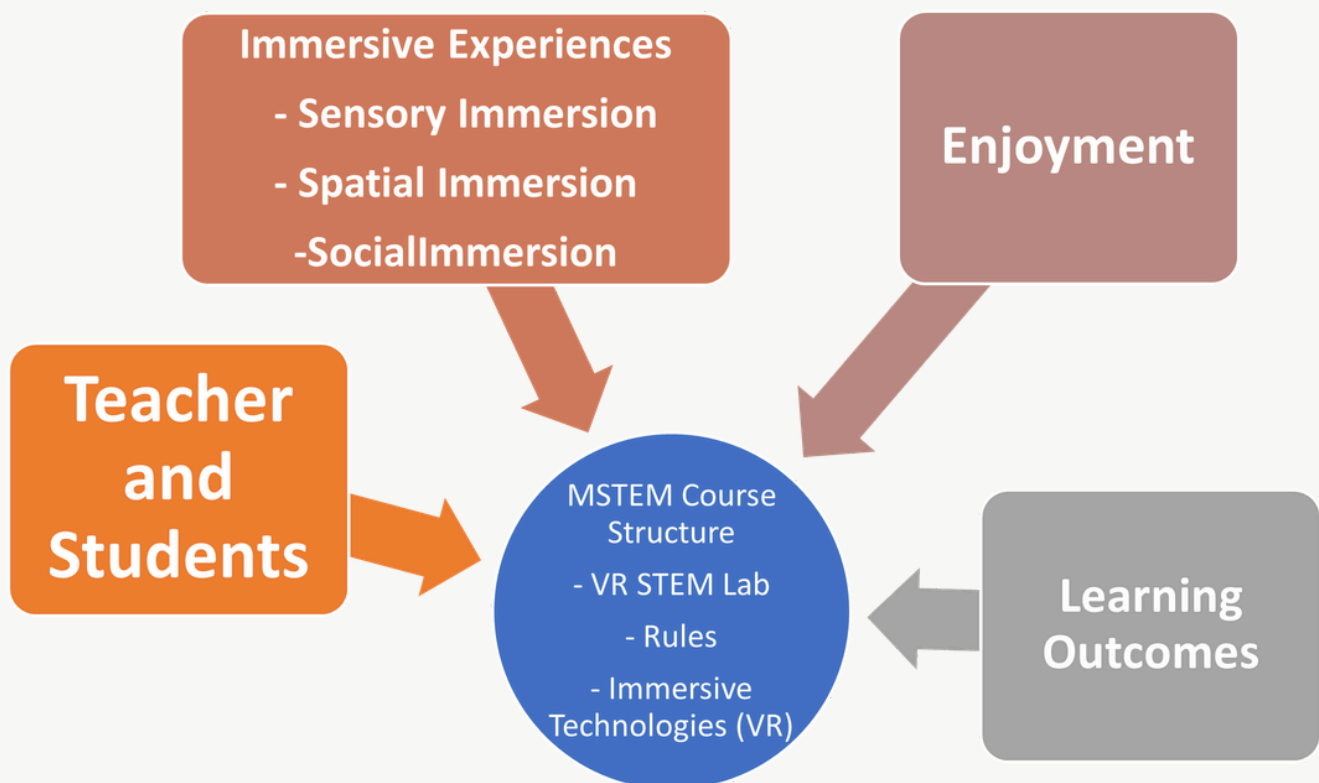 Immersive Experiences
- Sensory Immersion
- Spatial Immersion
-SocialImmersion
Enjoyment
Teacher
and
Students
MSTEM Course
Structure
- VR STEM Lab
- Rules
- Immersive
Technologies (VR)
Learning
Outcomes